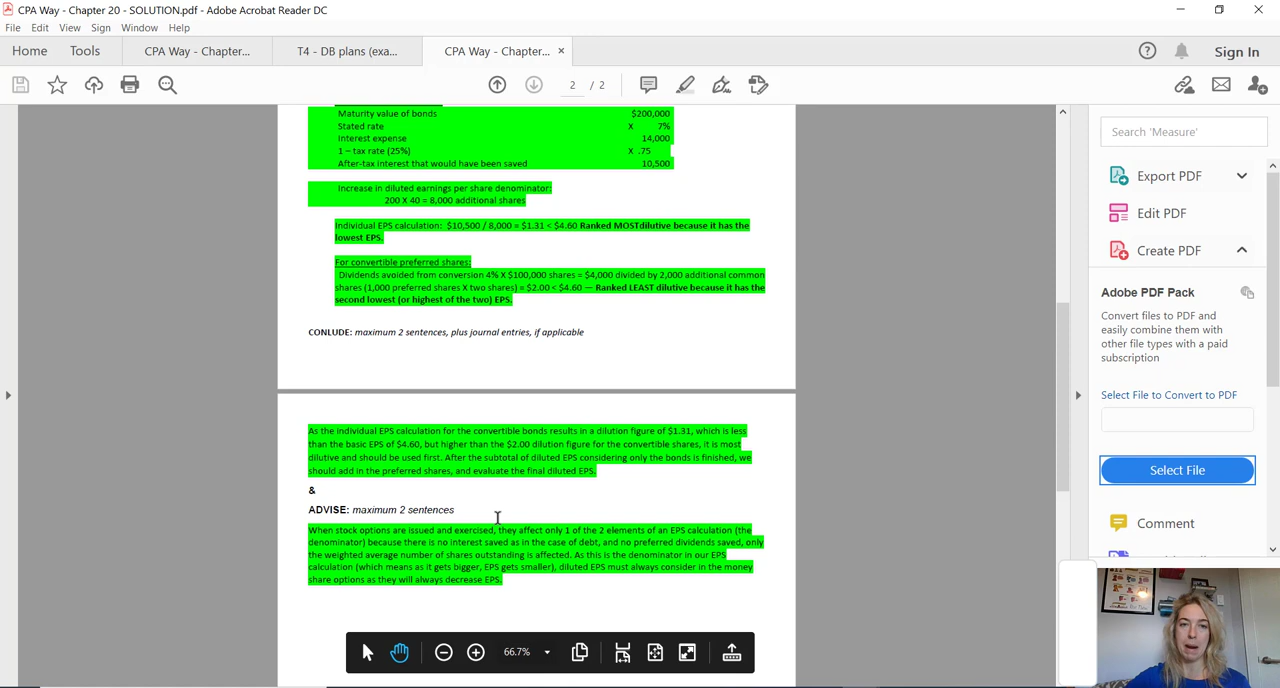 CPA Way - Chapter 20 - SOLUTION.pdf - Adobe Acrobat Reader DC
File Edit View Sign Window Help
Home Tools CPA Way - Chapter... T4 - DB plans (exa... CPA Way - Chapter... ×
Sign In
2 / 2
Maturity value of bonds $200,000
Stated rate X 7%
Interest expense 14,000
1 – tax rate (25%) X .75
After-tax interest that would have been saved 10,500
Increase in diluted earnings per share denominator:
200 X 40 = 8,000 additional shares
Individual EPS calculation: $10,500 / 8,000 = $1.31 < $4.60 Ranked MOSTdilutive because it has the
lowest EPS.
For convertible preferred shares:
Dividends avoided from conversion 4% X $100,000 shares = $4,000 divided by 2,000 additional common
shares (1,000 preferred shares X two shares) = $2.00 < $4.60 — Ranked LEAST dilutive because it has the
second lowest (or highest of the two) EPS.
CONLUDE: maximum 2 sentences, plus journal entries, if applicable
As the individual EPS calculation for the convertible bonds results in a dilution figure of $1.31, which is less
than the basic EPS of $4.60, but higher than the $2.00 dilution figure for the convertible shares, it is most
dilutive and should be used first. After the subtotal of diluted EPS considering only the bonds is finished, we
should add in the preferred shares, and evaluate the final diluted EPS.
&
ADVISE: maximum 2 sentences
When stock options are issued and exercised, they affect only 1 of the 2 elements of an EPS calculation (the
denominator) because there is no interest saved as in the case of debt, and no preferred dividends saved, only
the weighted average number of shares outstanding is affected. As this is the denominator in our EPS
calculation (which means as it gets bigger, EPS gets smaller), diluted EPS must always consider in the money
share options as they will always decrease EPS.
66.7%
Search 'Measure'
Export PDF
Edit PDF
Create PDF
Adobe PDF Pack
Convert files to PDF and
easily combine them with
other file types with a paid
subscription
Select File to Convert to PDF
Select File
Comment